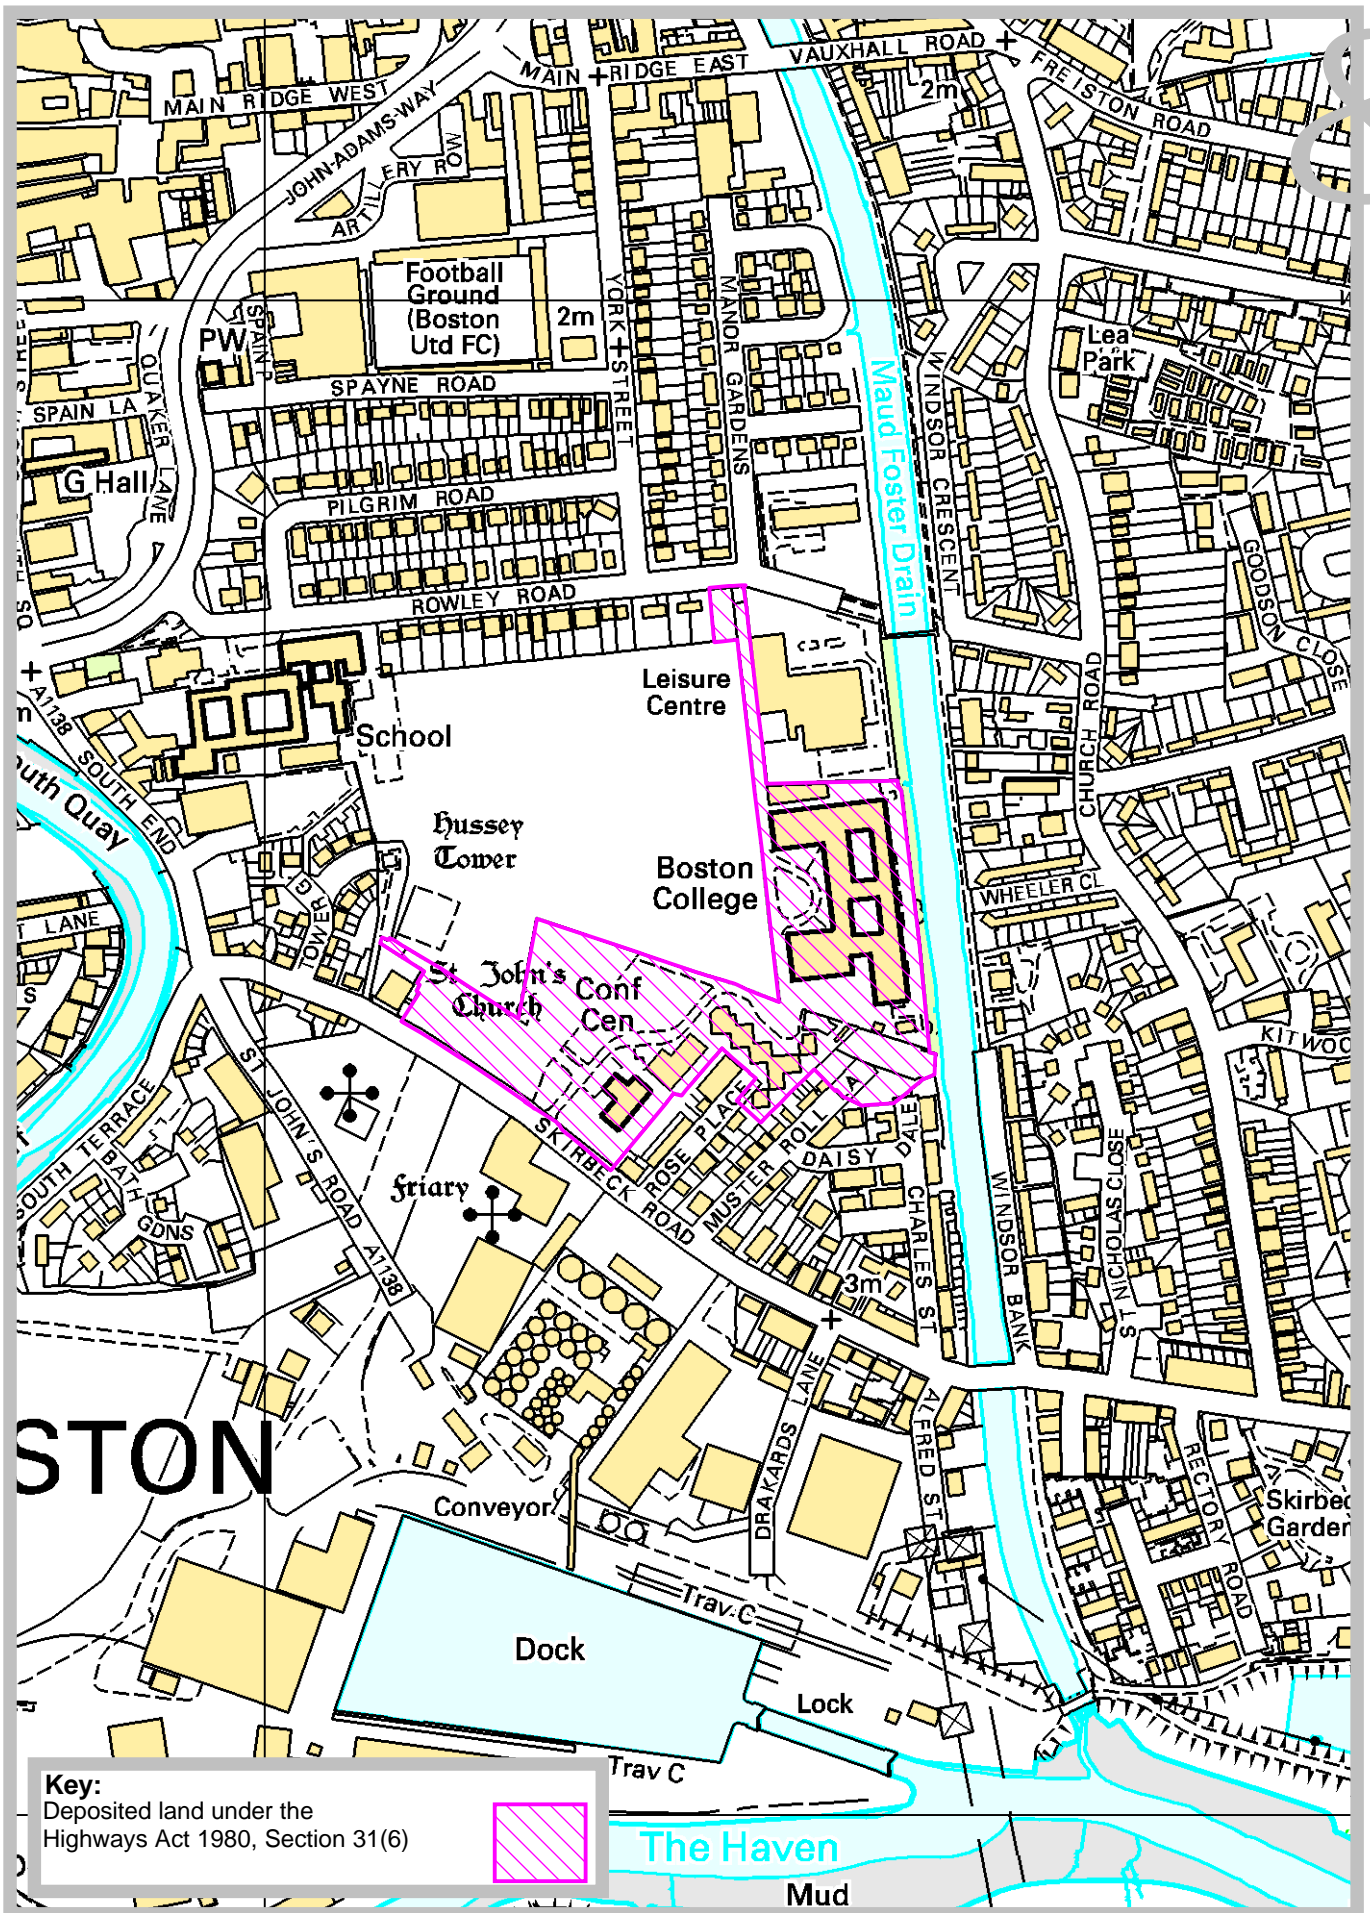 MAIN RIDGE WEST
MAIN RIDGE EAST
VAUXHALL ROAD
FREISTON ROAD
2m
JOHN ADAMS WAY
ARTILLERY ROW
Football
Ground
(Boston
Utd FC)
2m
YORK STREET
MANOR GARDENS
PW
SPAIN
QUAKER LANE
SPAIN LA
SPAYNE ROAD
G Hall
PILGRIM ROAD
ROWLEY ROAD
Maud Foster Drain
WINDSOR CRESCENT
Lea
Park
GOODSON CLOSE
CHURCH ROAD
Leisure
Centre
School
A1138
SOUTH END
outh Quay
Hussey
Tower
TOWER
Boston
College
WHEELER CL
T LANE
S
St John's
Church
Conf
Cen
KITWOO
ST JOHN'S ROAD
A1138
SOUTH TERRACE
BATH
GDNS
Friary
SKIRBECK ROAD
ROSE PLACE
MUSTER ROLL LA
DAISY DALE
CHARLES ST
WINDSOR BANK
ST NICHOLAS CLOSE
3m
STON
DRAKARDS LANE
ALFRED ST
RECTORY ROAD
Skirbec
Garden
Conveyor
Trav C
Dock
Lock
Trav C
Key:
Deposited land under the
Highways Act 1980, Section 31(6)
The Haven
Mud
&